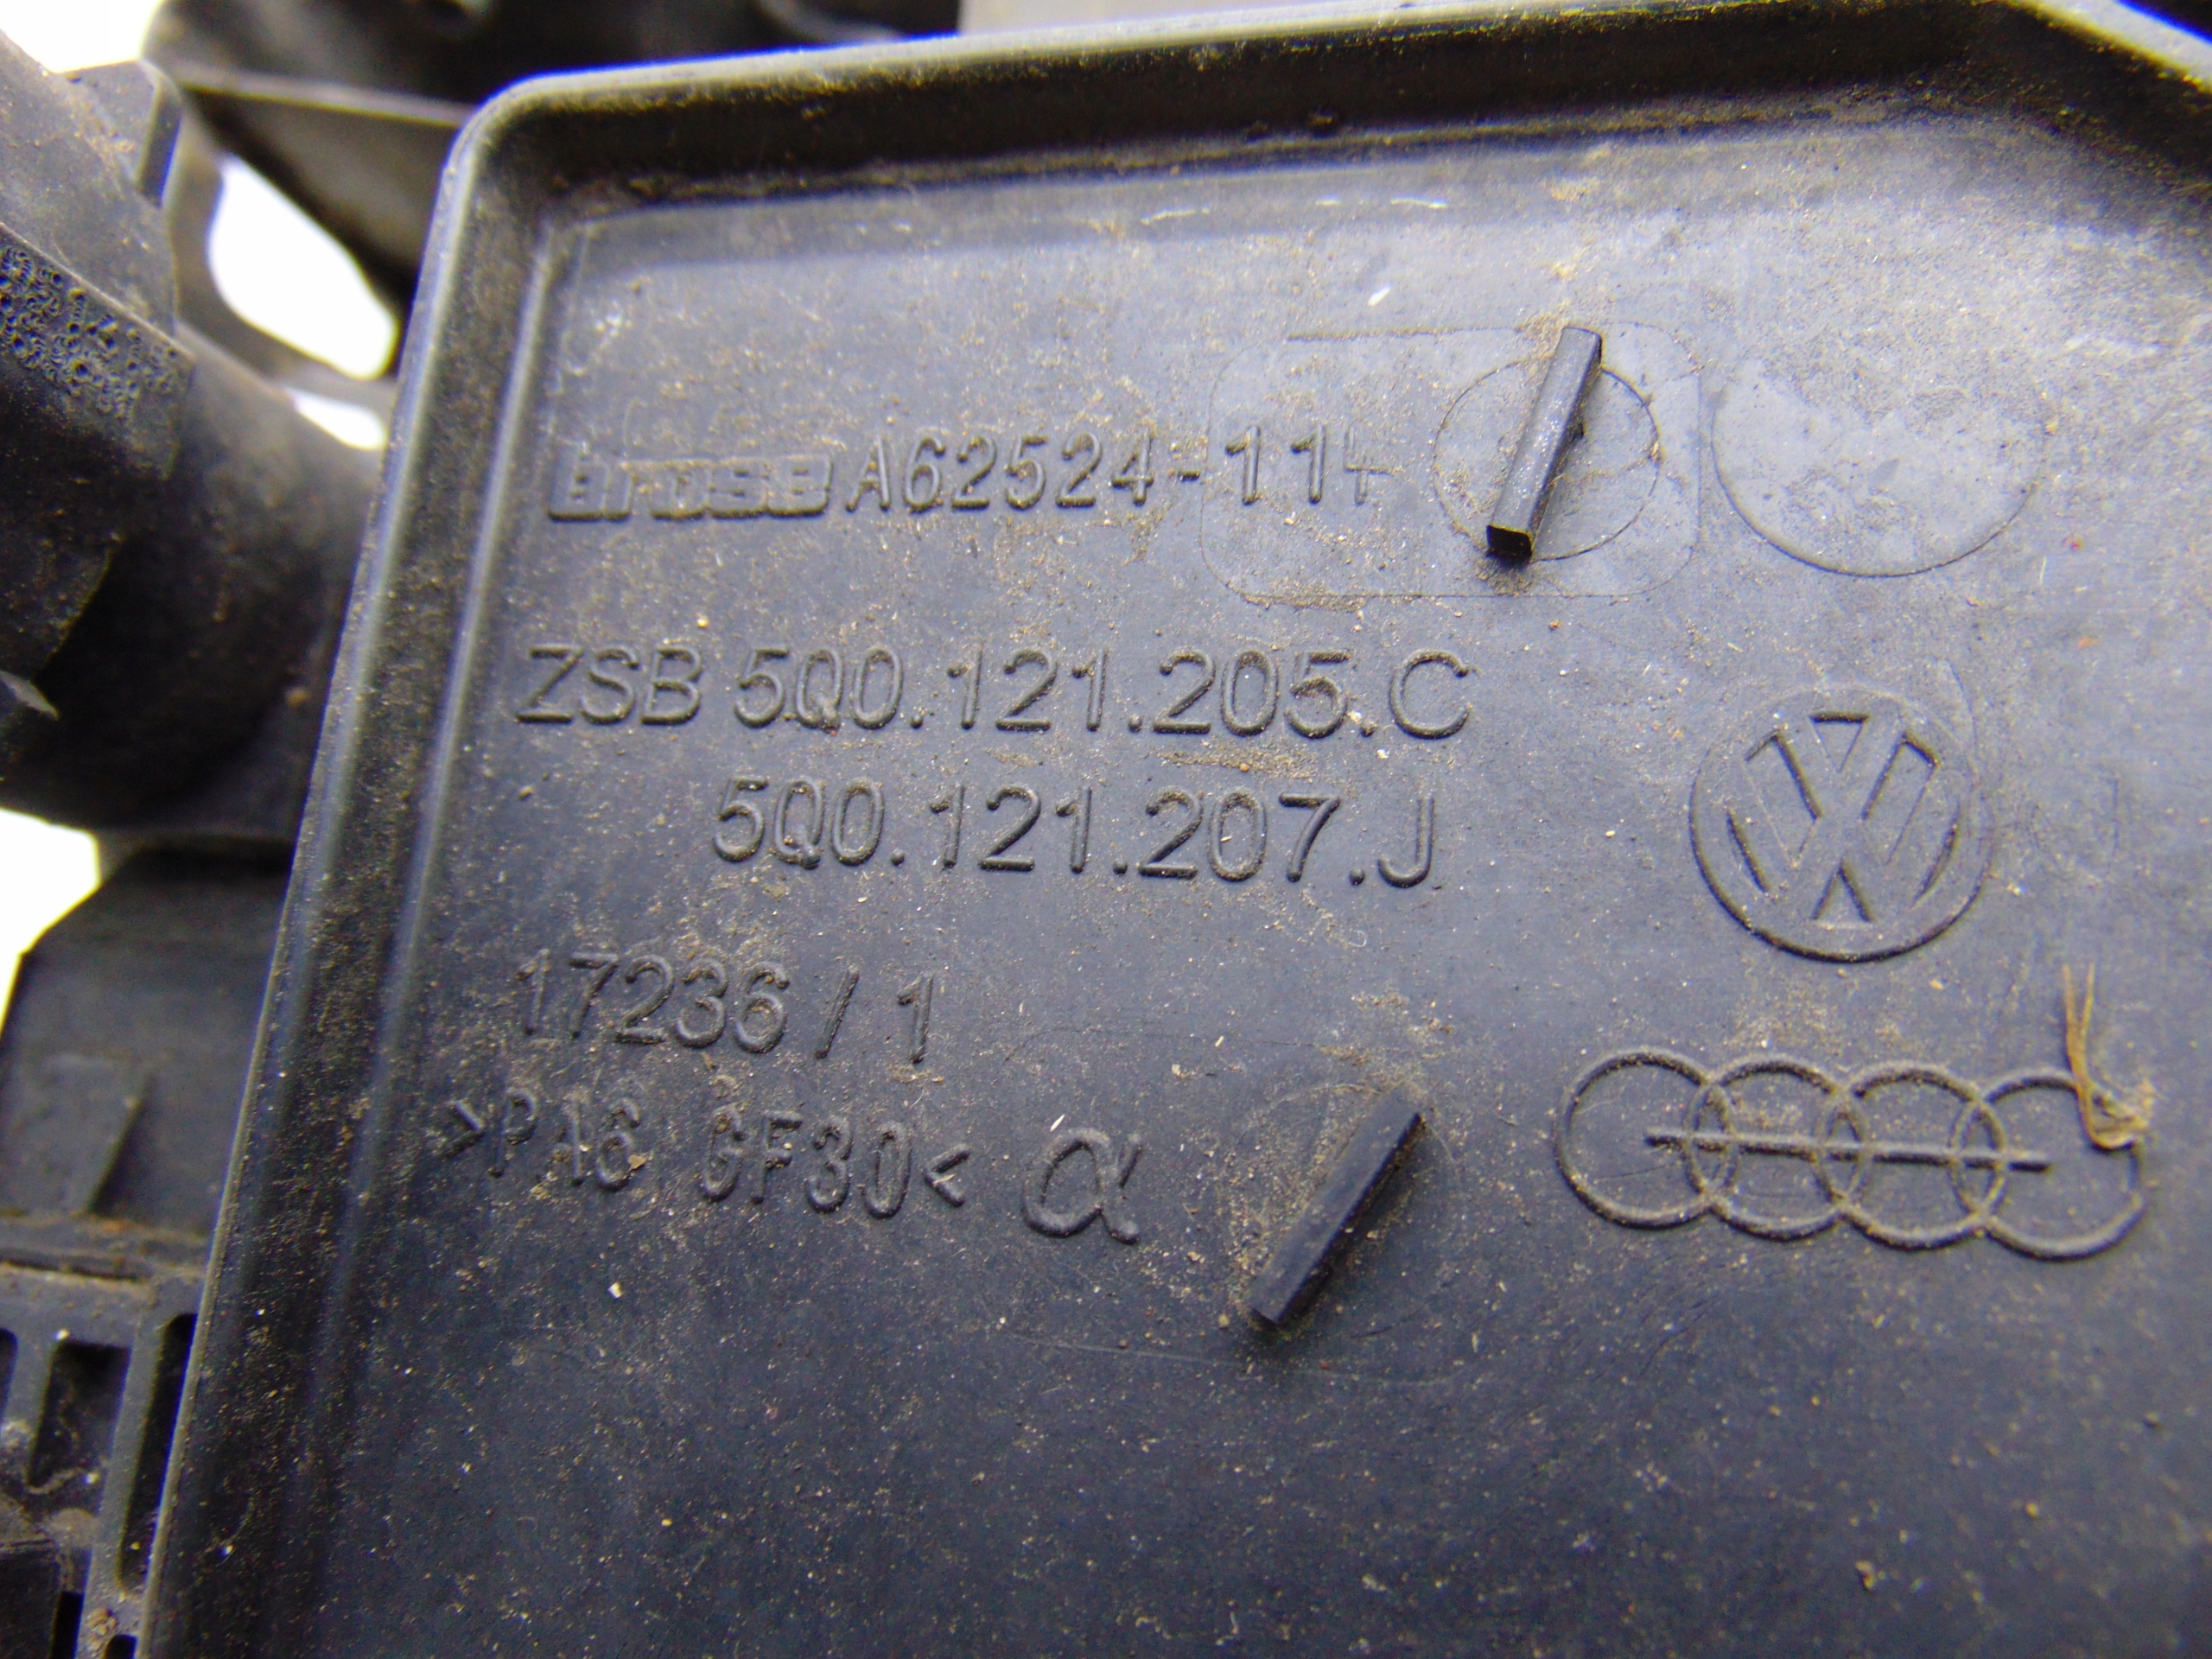 brose A62524-11
ZSB 5Q0.121.205.C
5Q0.121.207.J
17236 / 1
>PA6 GF30< α